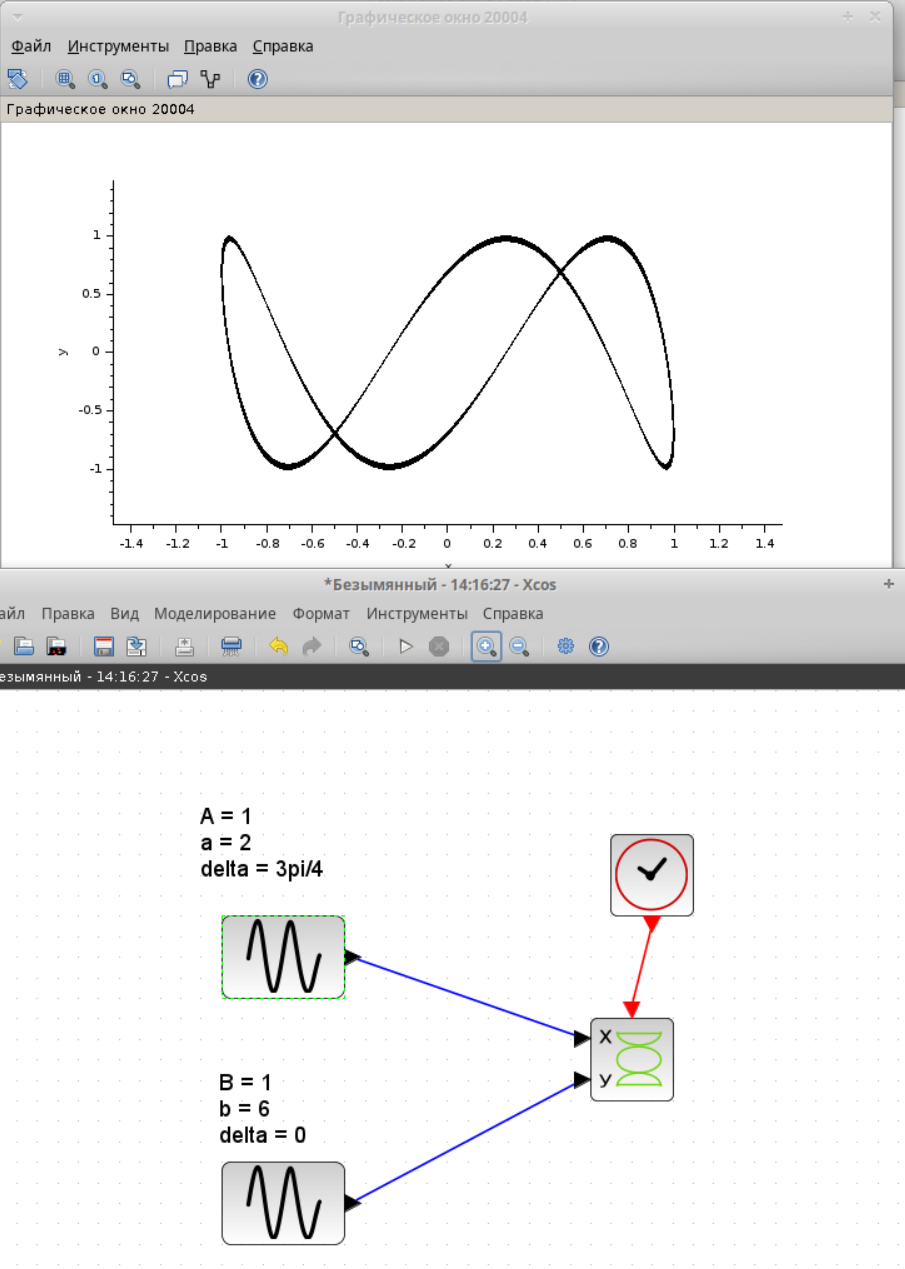 Графическое окно 20004
Файл Инструменты Правка Справка
Графическое окно 20004
1
0.5
0
-0.5
-1
y
-1.4 -1.2 -1 -0.8 -0.6 -0.4 -0.2 0 0.2 0.4 0.6 0.8 1 1.2 1.4
x
*Безымянный - 14:16:27 - Xcos
айл Правка Вид Моделирование Формат Инструменты Справка
езымянный - 14:16:27 - Xcos
A = 1
a = 2
delta = 3pi/4
X
y
B = 1
b = 6
delta = 0